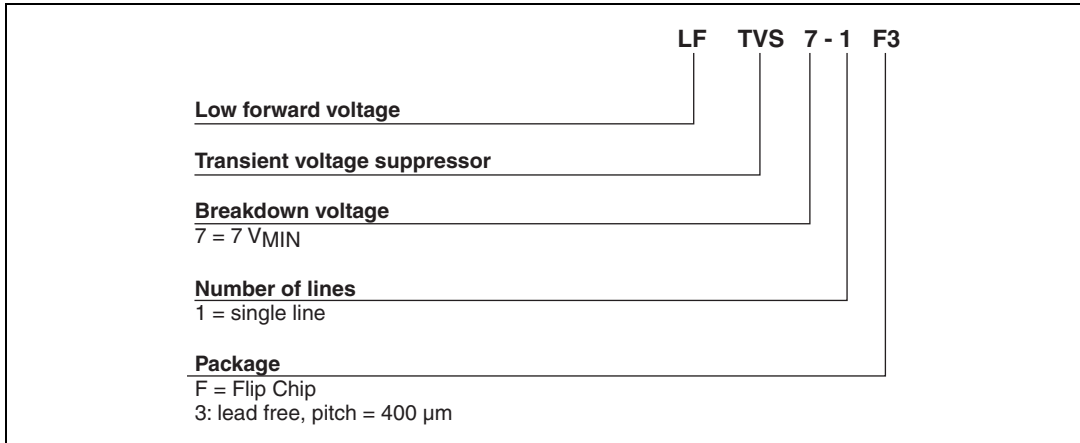 LF TVS 7 - 1 F3
Low forward voltage
Transient voltage suppressor
Breakdown voltage
7 = 7 VMIN
Number of lines
1 = single line
Package
F = Flip Chip
3: lead free, pitch = 400 µm